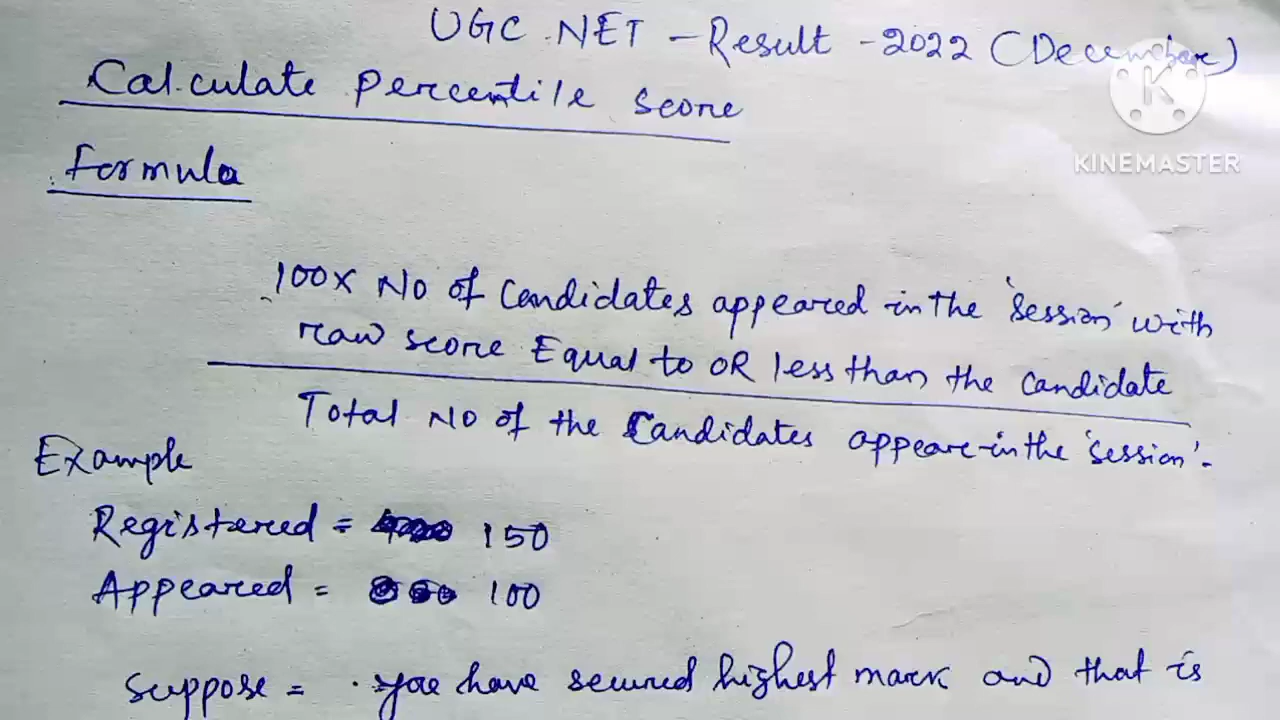 UGC NET - Result - 2022 (December)
Calculate Percentile score
Formula
100x No of Candidates appeared in the 'session' with
raw score Equal to OR less than the candidate
Total NO of the Candidates appeare in the 'session'.
Example
Registered = 150
Appeared = 100
Suppose = you have secured highest mark and that is
K
KINEMASTER